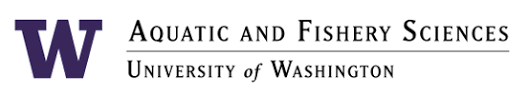 W
AQUATIC AND FISHERY SCIENCES
UNIVERSITY of WASHINGTON